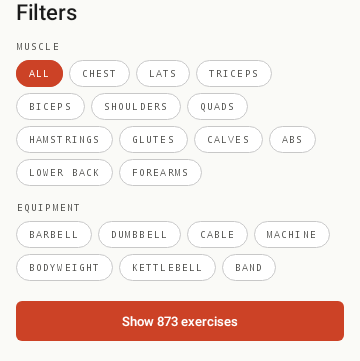 Filters
MUSCLE
ALL CHEST LATS TRICEPS
BICEPS SHOULDERS QUADS
HAMSTRINGS GLUTES CALVES ABS
LOWER BACK FOREARMS
EQUIPMENT
BARBELL DUMBBELL CABLE MACHINE
BODYWEIGHT KETTLEBELL BAND
Show 873 exercises